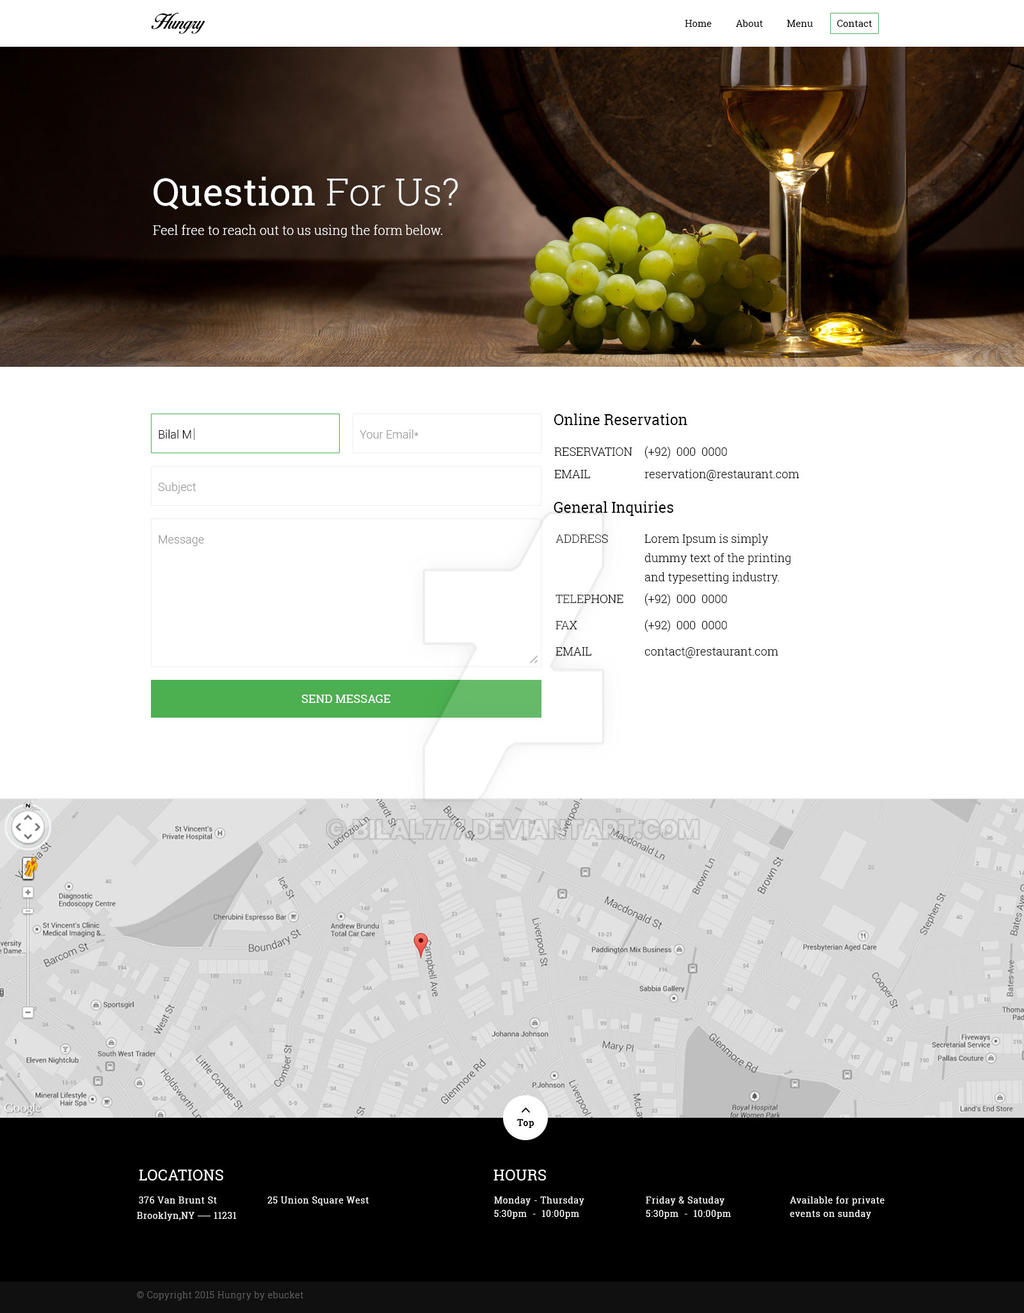 Hungry
Home About Menu Contact
Question For Us?
Feel free to reach out to us using the form below.
Bilal M
Your Email*
Subject
Message
SEND MESSAGE
Online Reservation
RESERVATION (+92) 000 0000
EMAIL reservation@restaurant.com
General Inquiries
ADDRESS Lorem Ipsum is simply
dummy text of the printing
and typesetting industry.
TELEPHONE (+92) 000 0000
FAX (+92) 000 0000
EMAIL contact@restaurant.com
N
St Vincent's
Private Hospital
Lacrozia Ln
Burton St
Liverpool
Macdonald Ln
Brown Ln
Brown St
Stephen St
Bates Ave
Diagnostic
Endoscopy Centre
Ice St
Cherubini Espresso Bar
Andrew Brundu
Total Car Care
Macdonald St
St Vincent's Clinic
Medical Imaging &...
Barcom St
Boundary St
Campbell Ave
Liverpool St
Paddington Mix Business
Presbyterian Aged Care
Cooper St
Bates Ave
Sabbia Gallery
Sportsgirl
West St
Johanna Johnson
Mary Pl
Glenmore Rd
Fiveways
Secretarial Service
Pallas Couture
Eleven Nightclub
South West Trader
Little Comber St
Comber St
Holdsworth Ln
Glenmore Rd
P.Johnson
Liverpool St
Mineral Lifestyle
Hair Spa
Royal Hospital
for Women Park
Land's End Store
Google
Top
LOCATIONS
376 Van Brunt St
Brooklyn,NY — 11231
25 Union Square West
HOURS
Monday - Thursday
5:30pm - 10:00pm
Friday & Satuday
5:30pm - 10:00pm
Available for private
events on sunday
© Copyright 2015 Hungry by ebucket